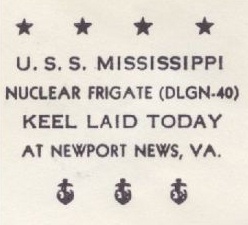 U. S. S. MISSISSIPPI
NUCLEAR FRIGATE (DLGN-40)
KEEL LAID TODAY
AT NEWPORT NEWS, VA.